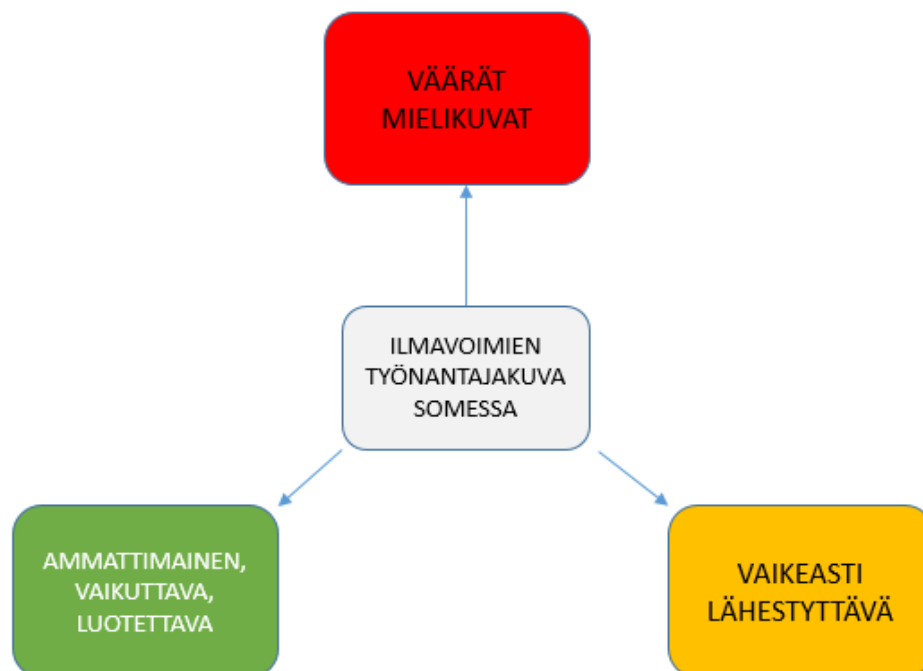 VÄÄRÄT
MIELIKUVAT
ILMAVOIMIEN
TYÖNANTAJAKUVA
SOMESSA
AMMATTIMAINEN,
VAIKUTTAVA,
LUOTETTAVA
VAIKEASTI
LÄHESTYTTÄVÄ